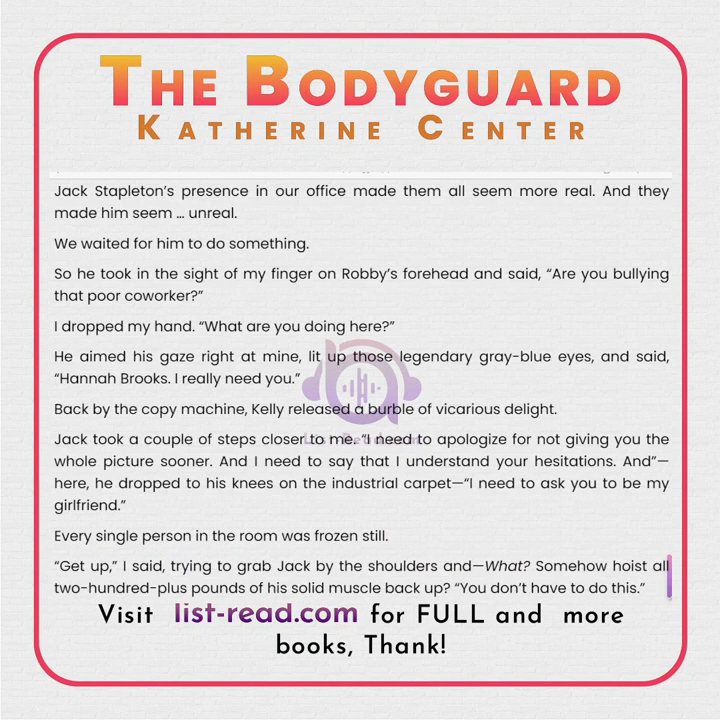 THE BODYGUARD
KATHERINE CENTER
Jack Stapleton's presence in our office made them all seem more real. And they
made him seem … unreal.
We waited for him to do something.
So he took in the sight of my finger on Robby's forehead and said, "Are you bullying
that poor coworker?"
I dropped my hand. "What are you doing here?"
He aimed his gaze right at mine, lit up those legendary gray-blue eyes, and said,
"Hannah Brooks. I really need you."
Back by the copy machine, Kelly released a burble of vicarious delight.
Jack took a couple of steps closer to me. "I need to apologize for not giving you the
whole picture sooner. And I need to say that I understand your hesitations. And"—
here, he dropped to his knees on the industrial carpet—"I need to ask you to be my
girlfriend."
Every single person in the room was frozen still.
"Get up," I said, trying to grab Jack by the shoulders and—What? Somehow hoist all
two-hundred-plus pounds of his solid muscle back up? "You don't have to do this."
Visit list-read.com for FULL and more
books, Thank!